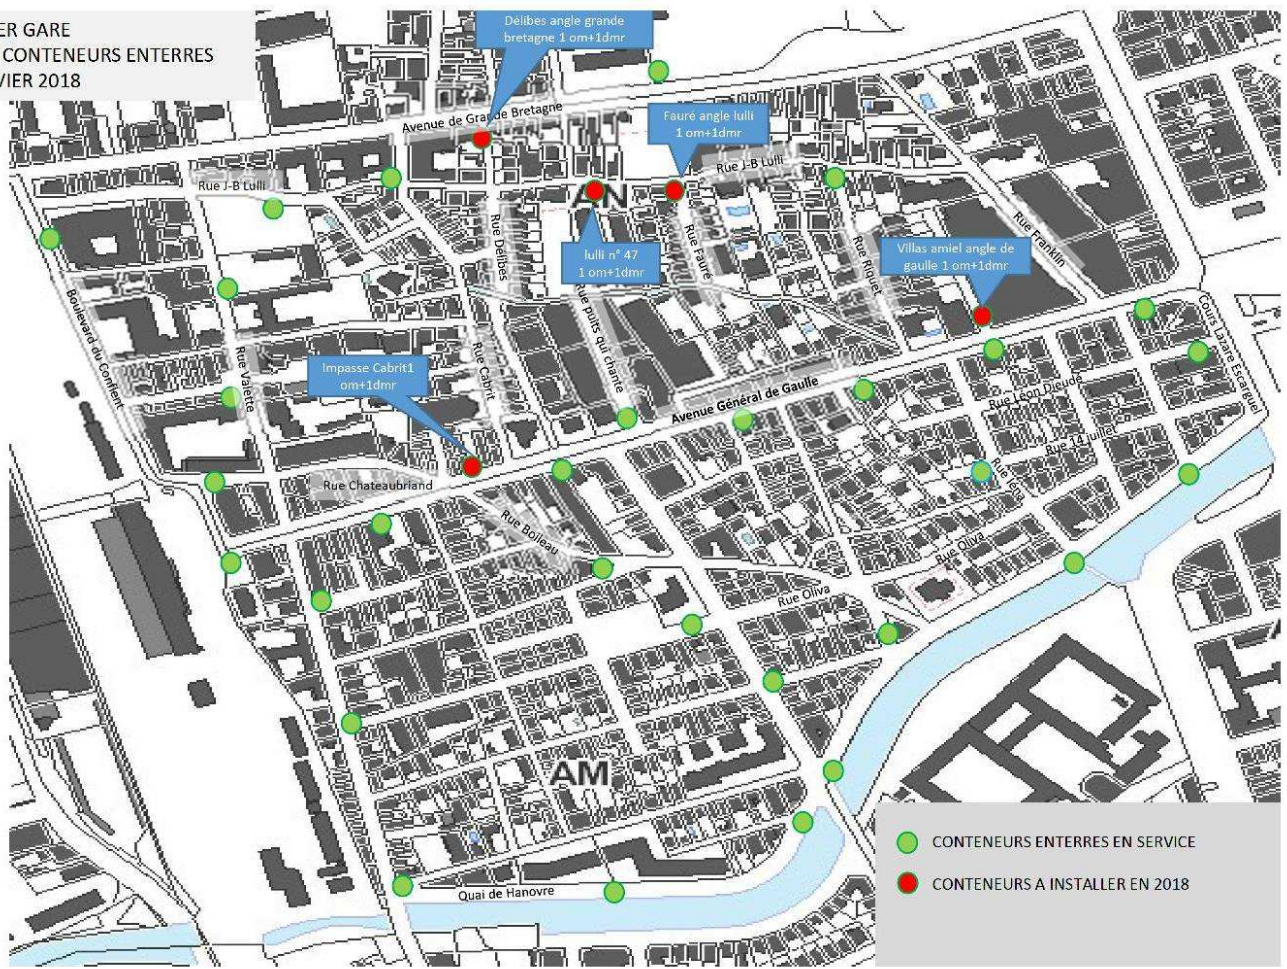 ER GARE
CONTENEURS ENTERRES
VIER 2018
Délibes angle grande
bretagne 1 om+1dmr
Avenue de Grande Bretagne
Fauré angle lulli
1 om+1dmr
Rue J-B Lulli
Rue J-B Lulli
AN
Rue Délibes
lulli n° 47
1 om+1dmr
Rue Fauré
Rue Riquet
Rue Franklin
Villas amiel angle de
gaulle 1 om+1dmr
Boulevard du Conflent
Rue Valette
Rue Cabrit
Rue puits qui chante
Cours Lazare Escarguel
Impasse Cabrit1
om+1dmr
Avenue Général de Gaulle
Rue Léon Dieudé
Rue 14 juillet
Rue Iéna
Rue Chateaubriand
Rue Boileau
Rue Oliva
Rue Oliva
AM
Quai de Hanovre
CONTENEURS ENTERRES EN SERVICE
CONTENEURS A INSTALLER EN 2018